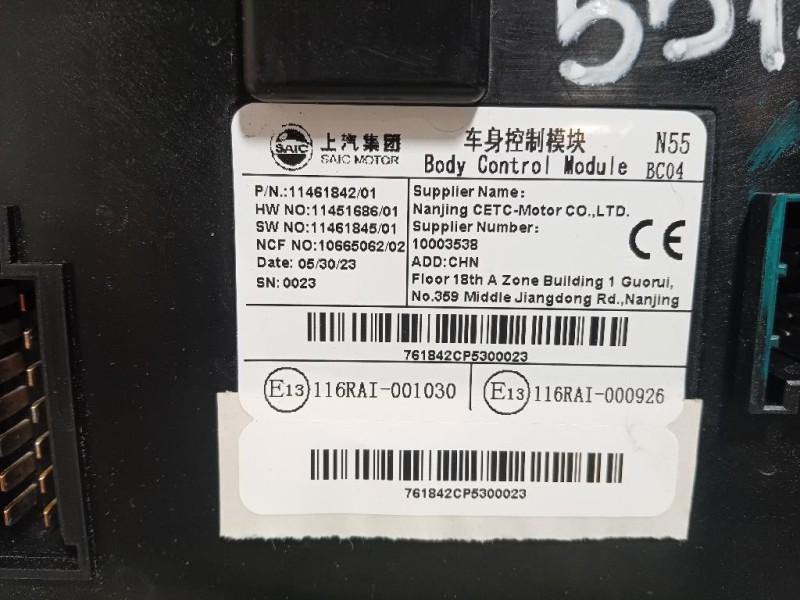 SAIC
上汽集团
SAIC MOTOR
车身控制模块
Body Control Module
N55
BC04
P/N.:11461842/01
HW NO:11451686/01
SW NO:11461845/01
NCF NO:10665062/02
Date: 05/30/23
SN: 0023
Supplier Name:
Nanjing CETC-Motor CO.,LTD.
Supplier Number:
10003538
ADD:CHN
Floor 18th A Zone Building 1 Guorui,
No.359 Middle Jiangdong Rd.,Nanjing
CE
761842CP5300023
E13 116RAI-001030
E13 116RAI-000926
761842CP5300023